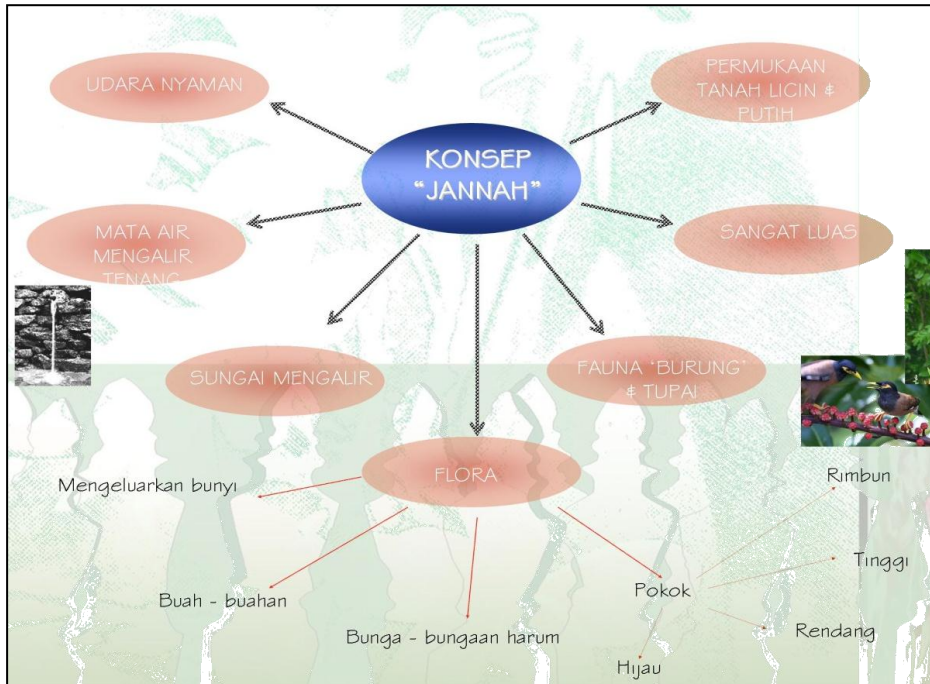 KONSEP
"JANNAH"
UDARA NYAMAN
PERMUKAAN
TANAH LICIN &
PUTIH
MATA AIR
MENGALIR
TENANG
SANGAT LUAS
SUNGAI MENGALIR
FAUNA 'BURUNG'
& TUPAI
FLORA
Mengeluarkan bunyi
Buah - buahan
Bunga - bungaan harum
Pokok
Rimbun
Tinggi
Rendang
Hijau